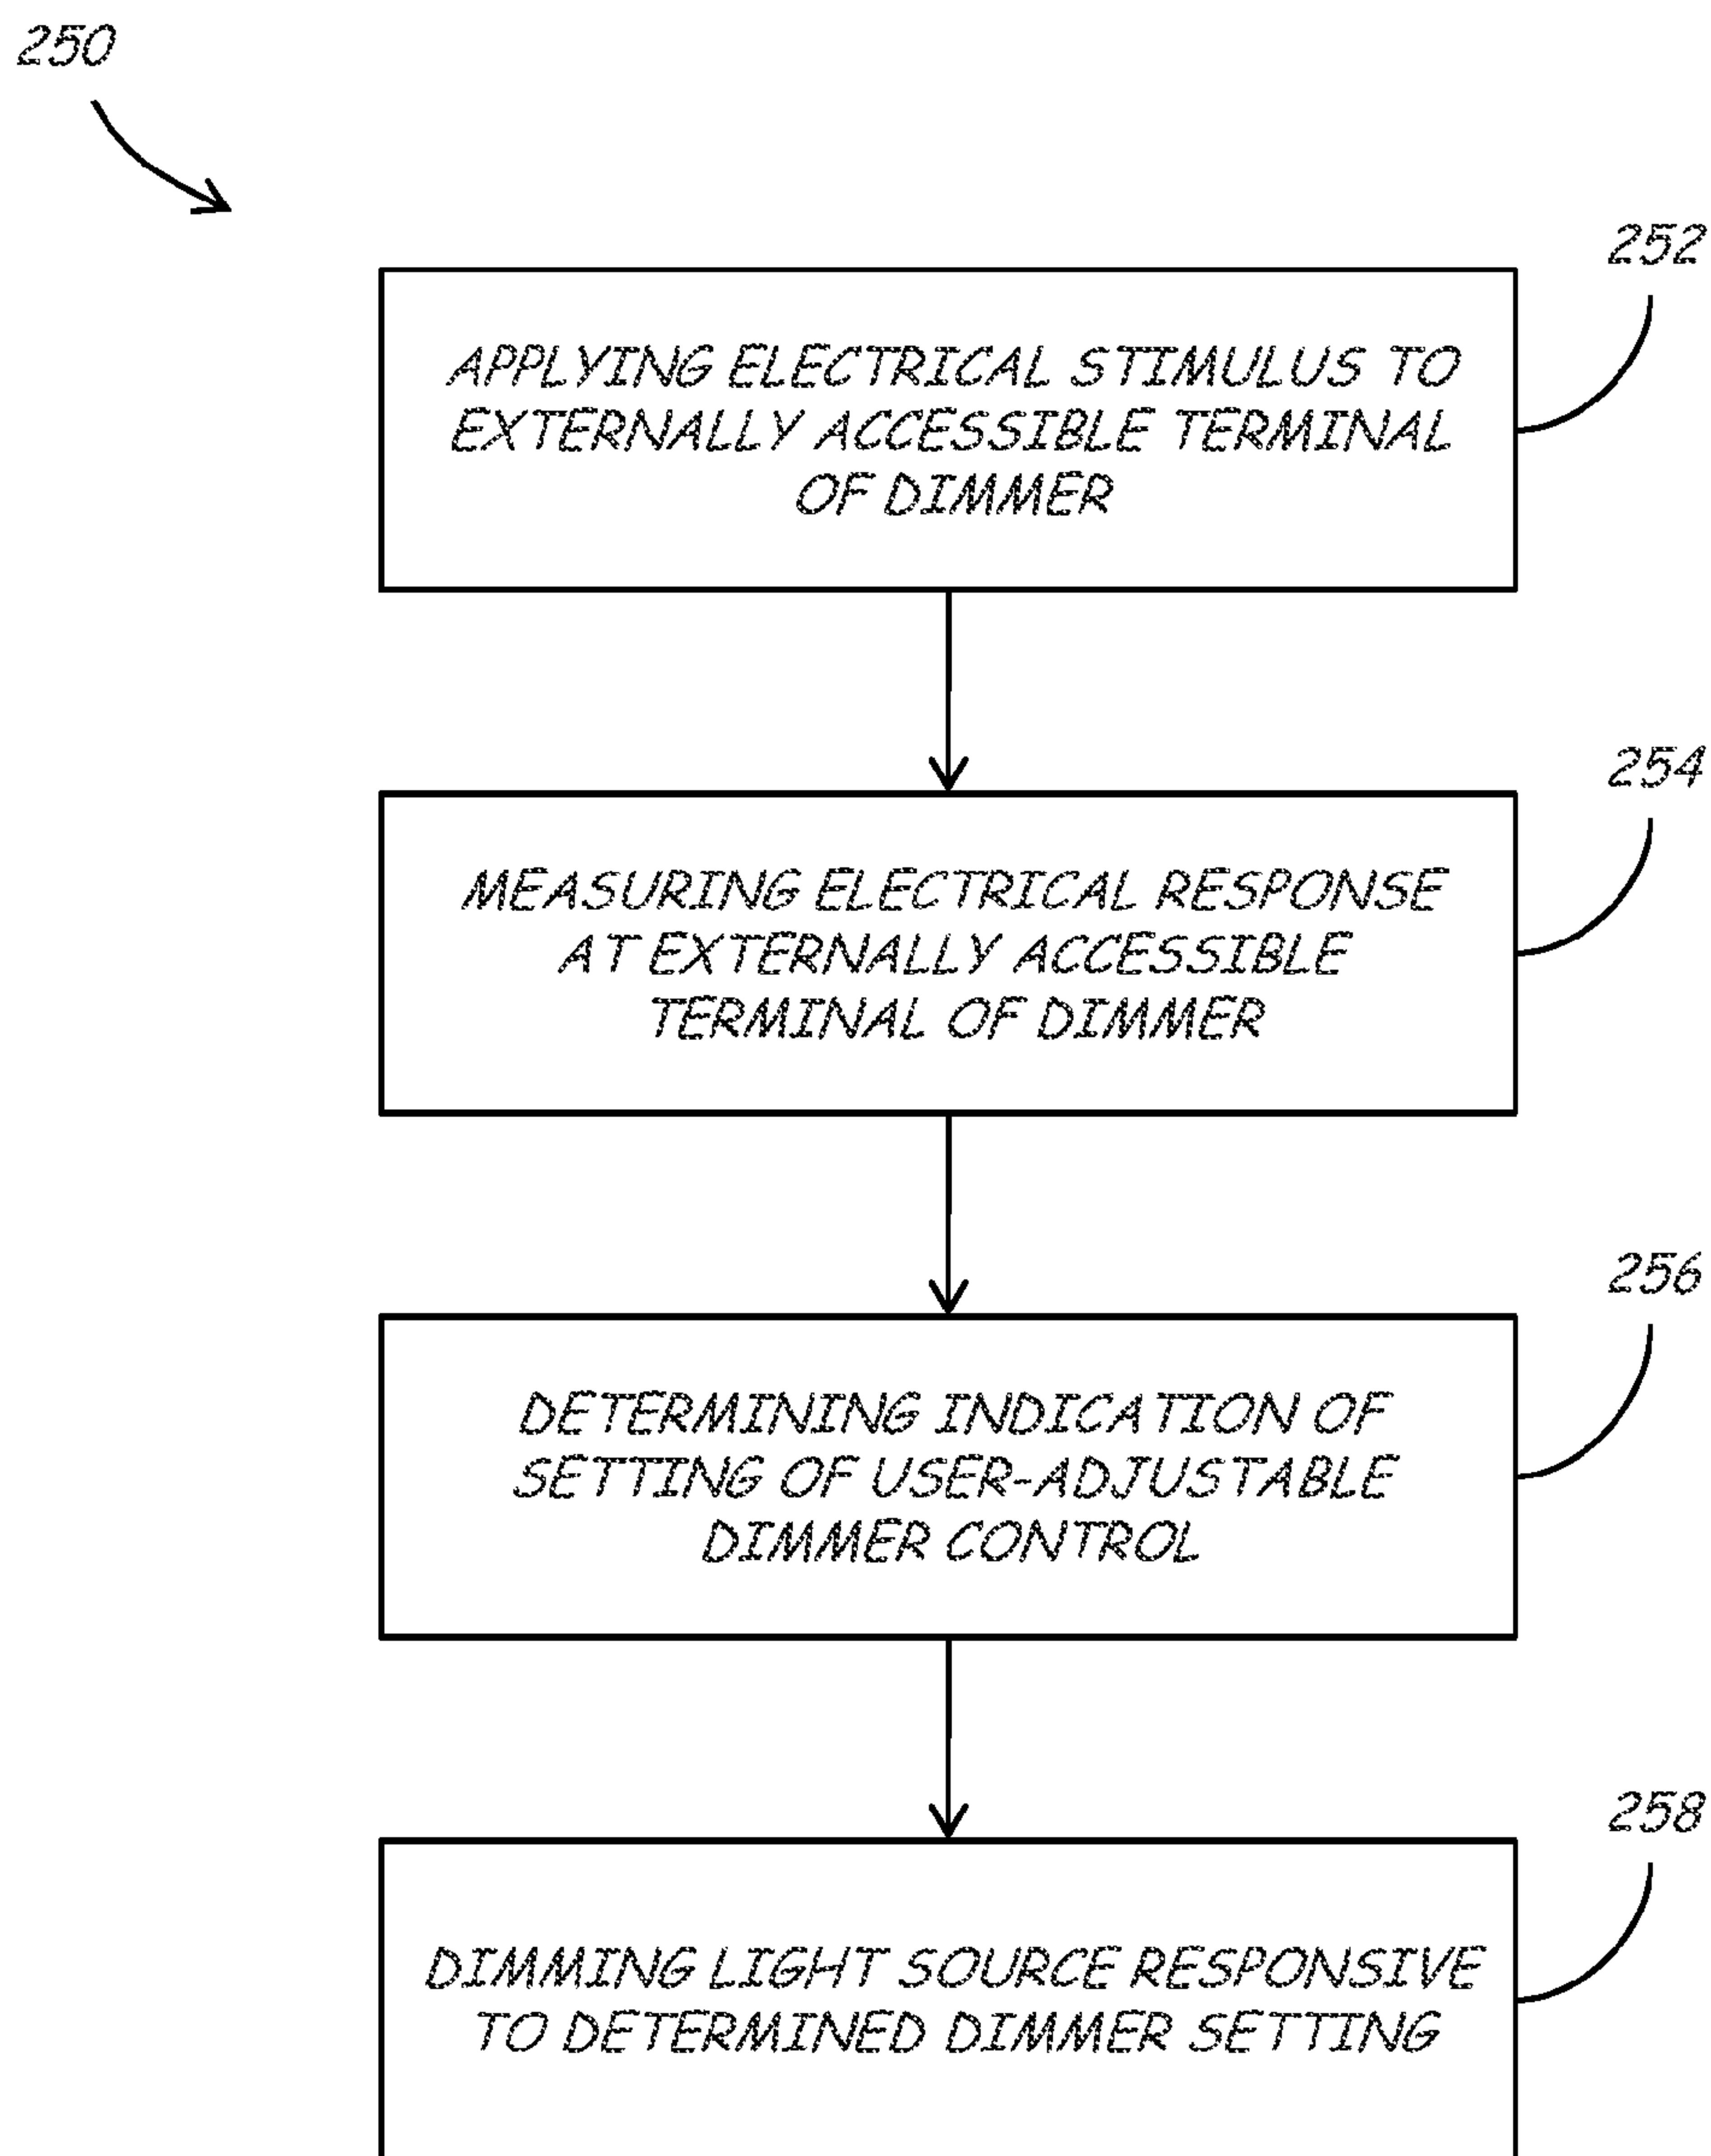 250
252
APPLYING ELECTRICAL STIMULUS TO
EXTERNALLY ACCESSIBLE TERMINAL
OF DIMMER
254
MEASURING ELECTRICAL RESPONSE
AT EXTERNALLY ACCESSIBLE
TERMINAL OF DIMMER
256
DETERMINING INDICATION OF
SETTING OF USER-ADJUSTABLE
DIMMER CONTROL
258
DIMMING LIGHT SOURCE RESPONSIVE
TO DETERMINED DIMMER SETTING